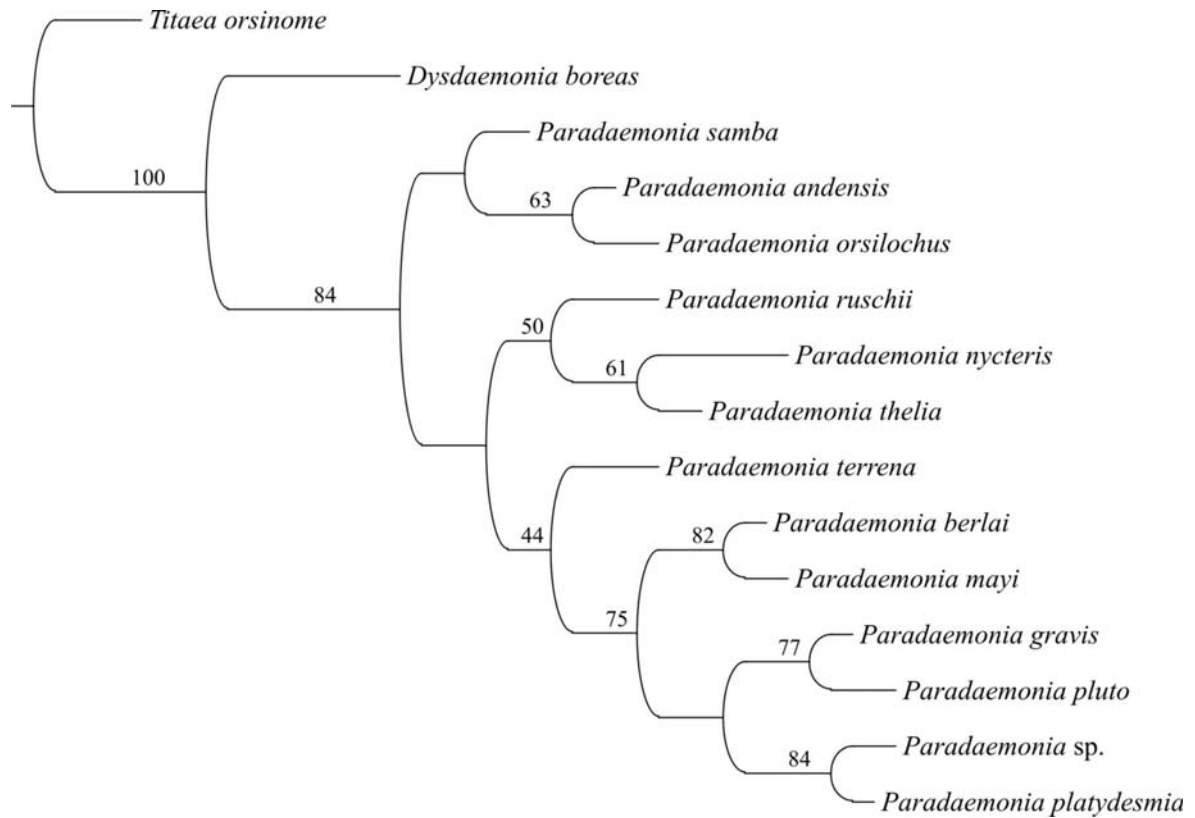 Titaea orsinome
Dysdaemonia boreas
Paradaemonia samba
100
Paradaemonia andensis
63
Paradaemonia orsilochus
84
Paradaemonia ruschii
50
Paradaemonia nycteris
61
Paradaemonia thelia
Paradaemonia terrena
Paradaemonia berlai
44
82
Paradaemonia mayi
75
Paradaemonia gravis
77
Paradaemonia pluto
Paradaemonia sp.
84
Paradaemonia platydesmia